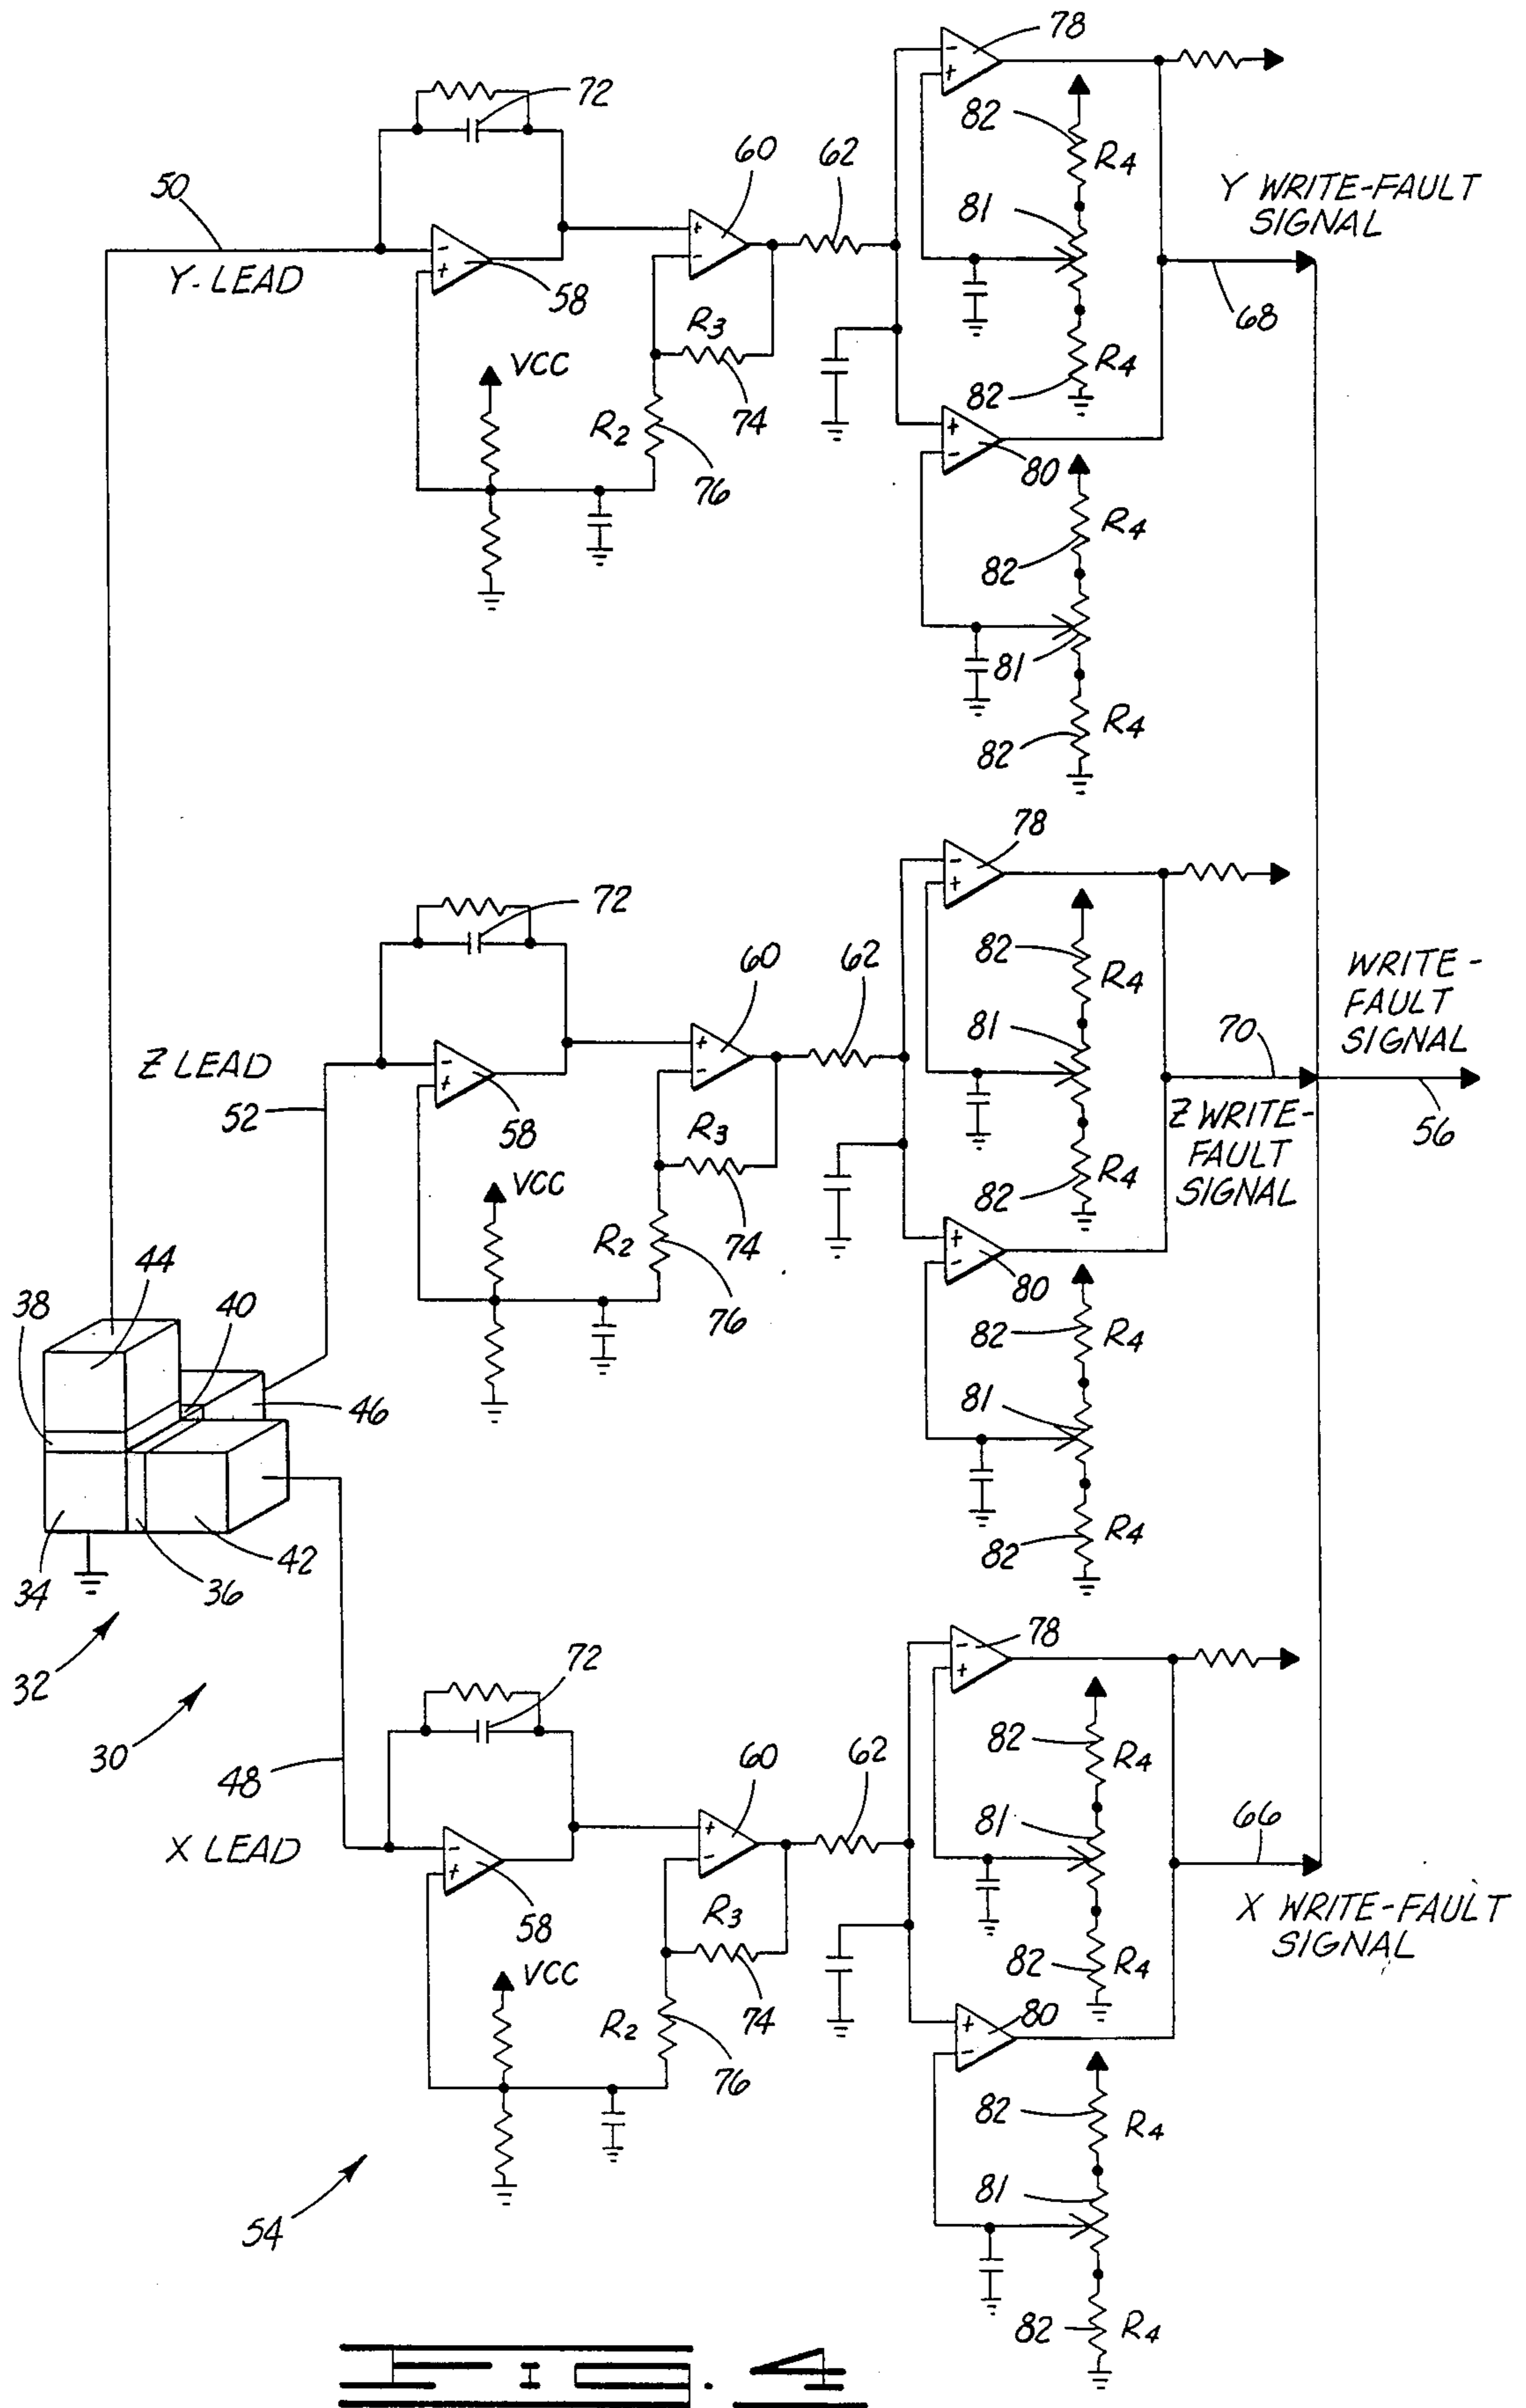 78
72
82
60
62
R4
50
81
Y WRITE-FAULT
SIGNAL
Y-LEAD
58
68
R3
VCC
R4
82
74
R2
80
76
R4
82
81
R4
82
78
72
82
60
62
R4
WRITE-
FAULT
SIGNAL
81
70
Z LEAD
52
58
R3
Z WRITE-
FAULT
SIGNAL
56
VCC
R4
82
74
R2
80
76
44
38
40
82
R4
46
81
34
36
42
82
R4
78
32
72
30
82
60
62
R4
48
81
66
X LEAD
58
R3
X WRITE-FAULT
SIGNAL
VCC
82
R4
74
R2
80
76
82
R4
81
54
82
R4
FIG. 4